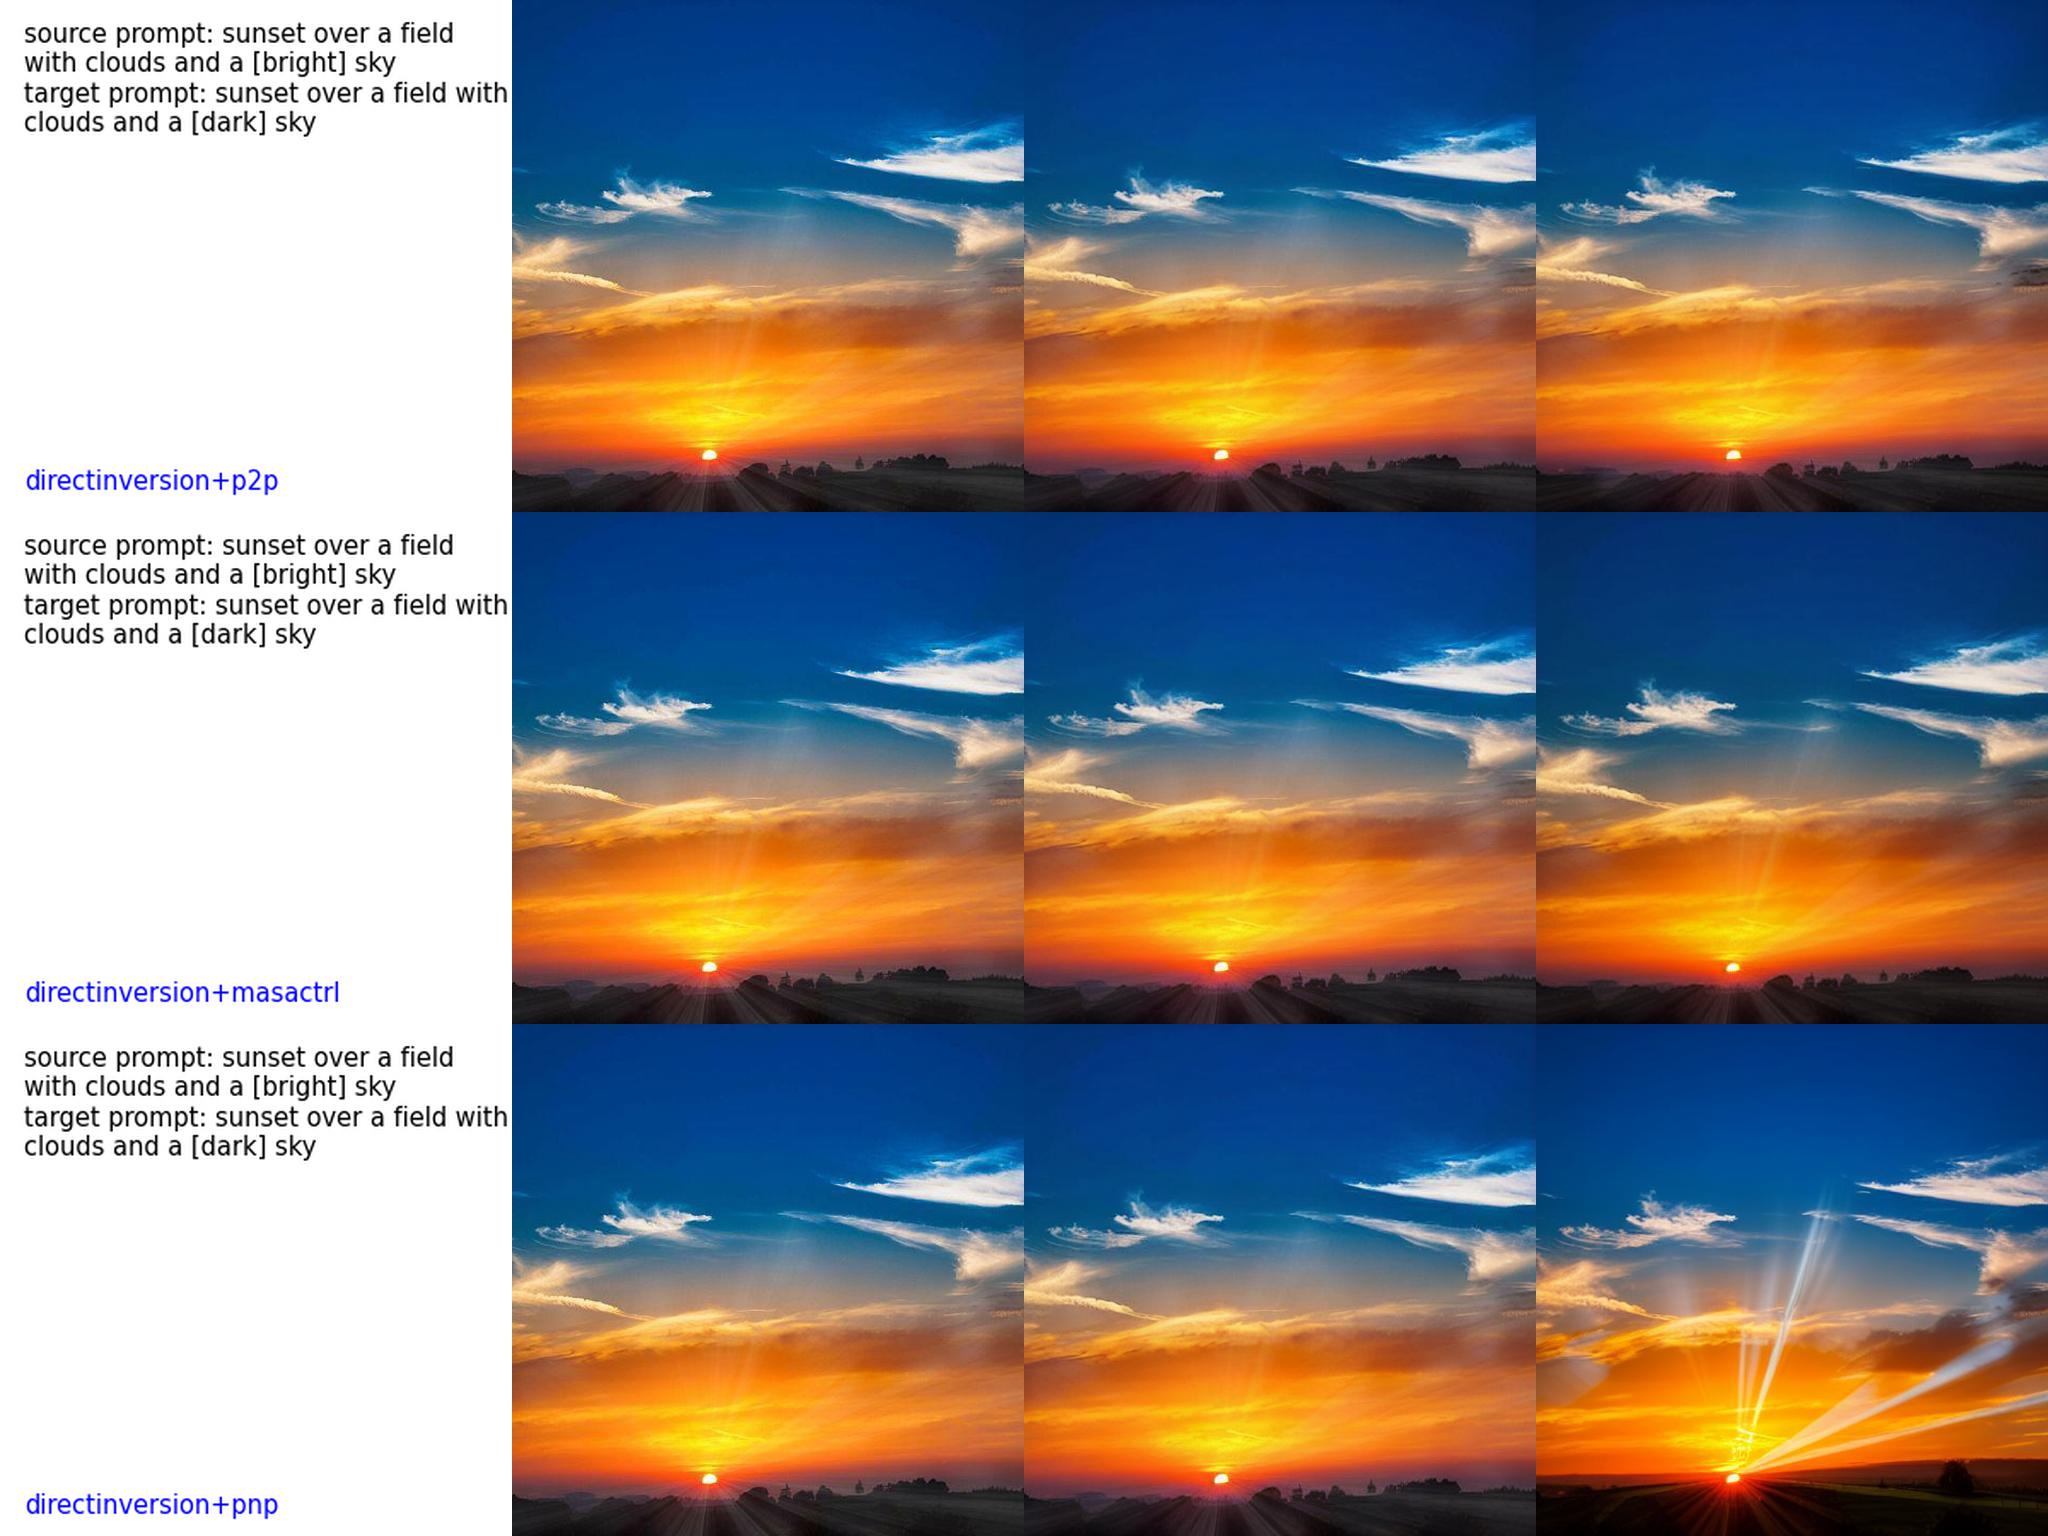 source prompt: sunset over a field
with clouds and a [bright] sky
target prompt: sunset over a field with
clouds and a [dark] sky
directinversion+p2p
source prompt: sunset over a field
with clouds and a [bright] sky
target prompt: sunset over a field with
clouds and a [dark] sky
directinversion+masactrl
source prompt: sunset over a field
with clouds and a [bright] sky
target prompt: sunset over a field with
clouds and a [dark] sky
directinversion+pnp